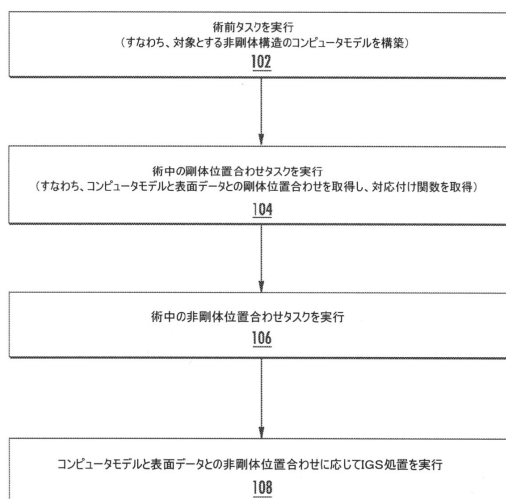 術前タスクを実行
(すなわち、対象とする非剛体構造のコンピュータモデルを構築)
102
術中の剛体位置合わせタスクを実行
(すなわち、コンピュータモデルと表面データとの剛体位置合わせを取得し、対応付け関数を取得)
104
術中の非剛体位置合わせタスクを実行
106
コンピュータモデルと表面データとの非剛体位置合わせに応じてIGS処置を実行
108